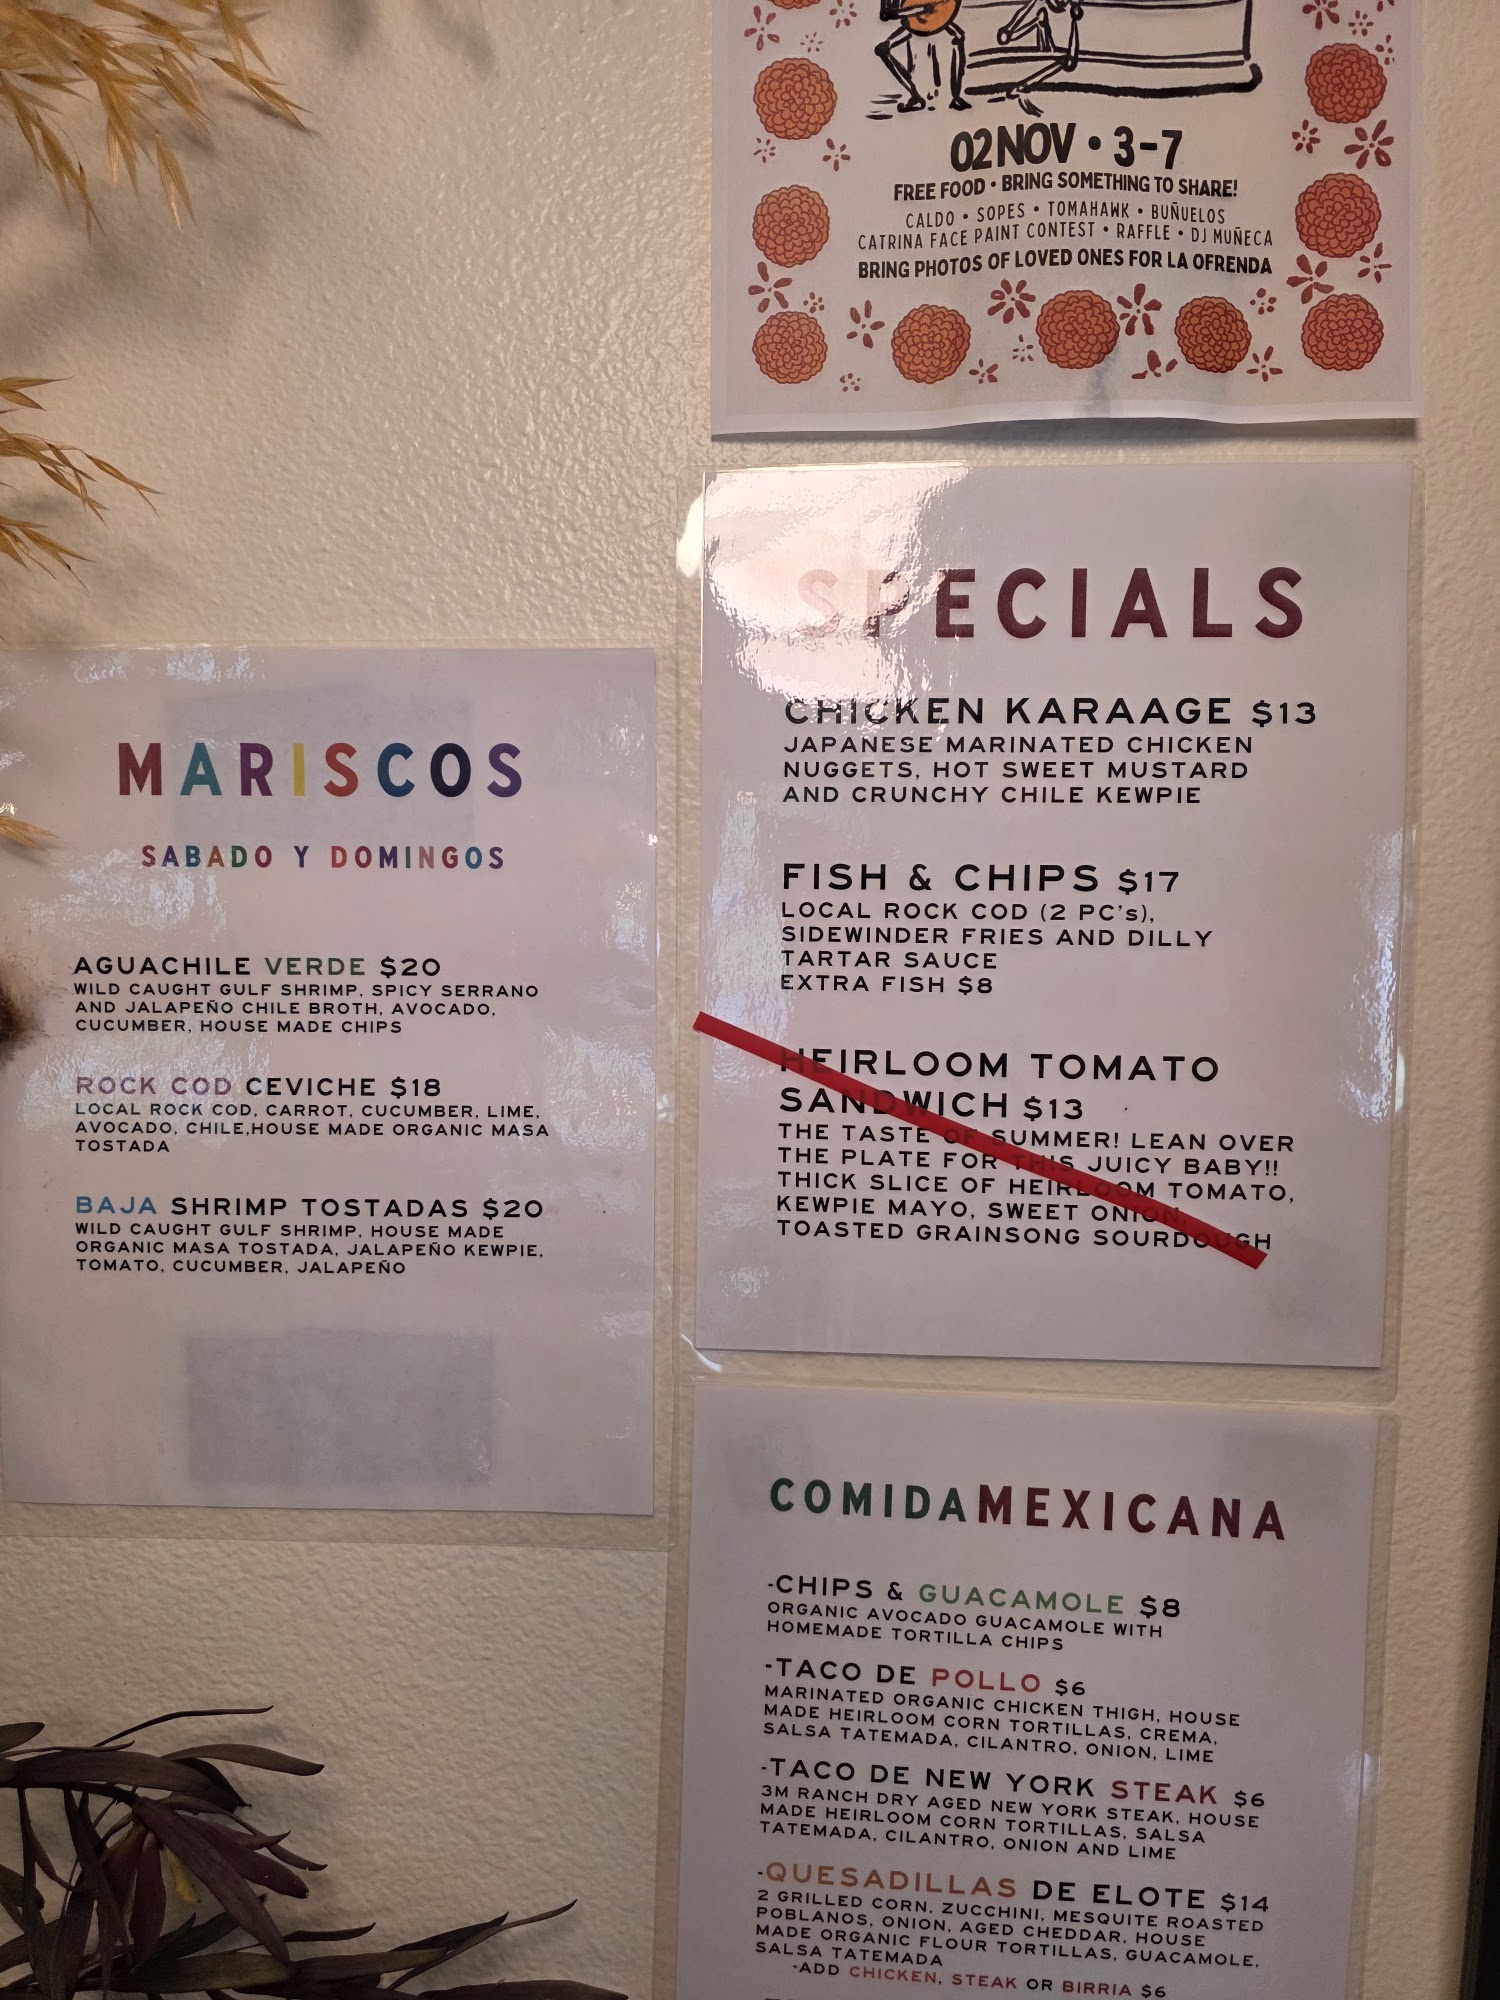 02 NOV • 3-7
FREE FOOD • BRING SOMETHING TO SHARE!
CALDO • SOPES • TOMAHAWK • BUÑUELOS
CATRINA FACE PAINT CONTEST • RAFFLE • DJ MUÑECA
BRING PHOTOS OF LOVED ONES FOR LA OFRENDA
MARISCOS
SABADO Y DOMINGOS
AGUACHILE VERDE $20
WILD CAUGHT GULF SHRIMP, SPICY SERRANO
AND JALAPEÑO CHILE BROTH, AVOCADO,
CUCUMBER, HOUSE MADE CHIPS
ROCK COD CEVICHE $18
LOCAL ROCK COD, CARROT, CUCUMBER, LIME,
AVOCADO, CHILE,HOUSE MADE ORGANIC MASA
TOSTADA
BAJA SHRIMP TOSTADAS $20
WILD CAUGHT GULF SHRIMP, HOUSE MADE
ORGANIC MASA TOSTADA, JALAPEÑO KEWPIE,
TOMATO, CUCUMBER, JALAPEÑO
SPECIALS
CHICKEN KARAAGE $13
JAPANESE MARINATED CHICKEN
NUGGETS, HOT SWEET MUSTARD
AND CRUNCHY CHILE KEWPIE
FISH & CHIPS $17
LOCAL ROCK COD (2 PC's),
SIDEWINDER FRIES AND DILLY
TARTAR SAUCE
EXTRA FISH $8
HEIRLOOM TOMATO
SANDWICH $13
THE TASTE OF SUMMER! LEAN OVER
THE PLATE FOR THIS JUICY BABY!!
THICK SLICE OF HEIRLOOM TOMATO,
KEWPIE MAYO, SWEET ONION,
TOASTED GRAINSONG SOURDOUGH
COMIDAMEXICANA
-CHIPS & GUACAMOLE $8
ORGANIC AVOCADO GUACAMOLE WITH
HOMEMADE TORTILLA CHIPS
-TACO DE POLLO $6
MARINATED ORGANIC CHICKEN THIGH, HOUSE
MADE HEIRLOOM CORN TORTILLAS, CREMA,
SALSA TATEMADA, CILANTRO, ONION, LIME
-TACO DE NEW YORK STEAK $6
3M RANCH DRY AGED NEW YORK STEAK, HOUSE
MADE HEIRLOOM CORN TORTILLAS, SALSA
TATEMADA, CILANTRO, ONION AND LIME
-QUESADILLAS DE ELOTE $14
2 GRILLED CORN, ZUCCHINI, MESQUITE ROASTED
POBLANOS, ONION, AGED CHEDDAR, HOUSE
MADE ORGANIC FLOUR TORTILLAS, GUACAMOLE,
SALSA TATEMADA
-ADD CHICKEN, STEAK OR BIRRIA $6